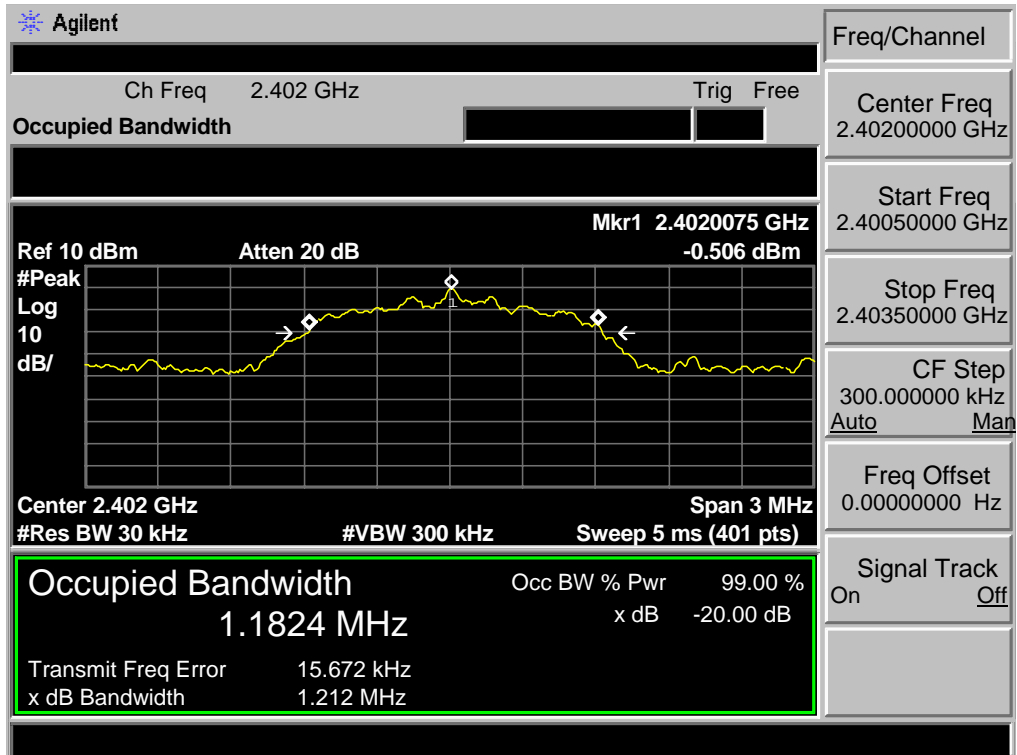 Agilent
Ch Freq 2.402 GHz Trig Free
Occupied Bandwidth
Mkr1 2.4020075 GHz
Ref 10 dBm Atten 20 dB -0.506 dBm
#Peak
Log
10
dB/
1
Center 2.402 GHz Span 3 MHz
#Res BW 30 kHz #VBW 300 kHz Sweep 5 ms (401 pts)
Occupied Bandwidth
1.1824 MHz
Occ BW % Pwr 99.00 %
x dB -20.00 dB
Transmit Freq Error 15.672 kHz
x dB Bandwidth 1.212 MHz
Freq/Channel
Center Freq
2.40200000 GHz
Start Freq
2.40050000 GHz
Stop Freq
2.40350000 GHz
CF Step
300.000000 kHz
Auto Man
Freq Offset
0.00000000 Hz
Signal Track
On Off